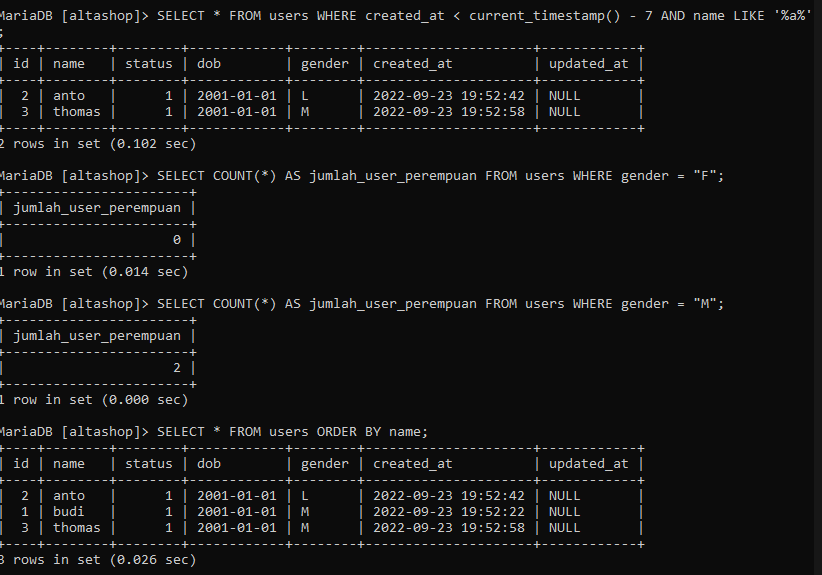 MariaDB [altashop]> SELECT * FROM users WHERE created_at < current_timestamp() - 7 AND name LIKE '%a%'
;
+----+--------+--------+------------+--------+---------------------+------------+
| id | name   | status | dob        | gender | created_at          | updated_at |
+----+--------+--------+------------+--------+---------------------+------------+
|  2 | anto   |      1 | 2001-01-01 | L      | 2022-09-23 19:52:42 | NULL       |
|  3 | thomas |      1 | 2001-01-01 | M      | 2022-09-23 19:52:58 | NULL       |
+----+--------+--------+------------+--------+---------------------+------------+
2 rows in set (0.102 sec)

MariaDB [altashop]> SELECT COUNT(*) AS jumlah_user_perempuan FROM users WHERE gender = "F";
+-----------------------+
| jumlah_user_perempuan |
+-----------------------+
|                     0 |
+-----------------------+
1 row in set (0.014 sec)

MariaDB [altashop]> SELECT COUNT(*) AS jumlah_user_perempuan FROM users WHERE gender = "M";
+-----------------------+
| jumlah_user_perempuan |
+-----------------------+
|                     2 |
+-----------------------+
1 row in set (0.000 sec)

MariaDB [altashop]> SELECT * FROM users ORDER BY name;
+----+--------+--------+------------+--------+---------------------+------------+
| id | name   | status | dob        | gender | created_at          | updated_at |
+----+--------+--------+------------+--------+---------------------+------------+
|  2 | anto   |      1 | 2001-01-01 | L      | 2022-09-23 19:52:42 | NULL       |
|  1 | budi   |      1 | 2001-01-01 | M      | 2022-09-23 19:52:22 | NULL       |
|  3 | thomas |      1 | 2001-01-01 | M      | 2022-09-23 19:52:58 | NULL       |
+----+--------+--------+------------+--------+---------------------+------------+
3 rows in set (0.026 sec)